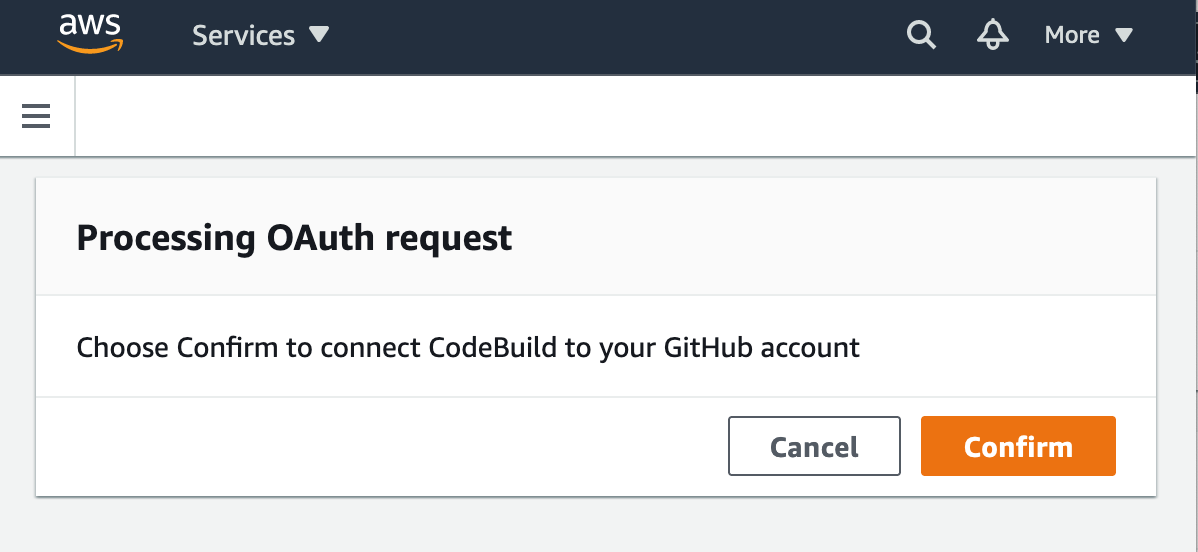 aws
Services
More
Processing OAuth request
Choose Confirm to connect CodeBuild to your GitHub account
Cancel
Confirm